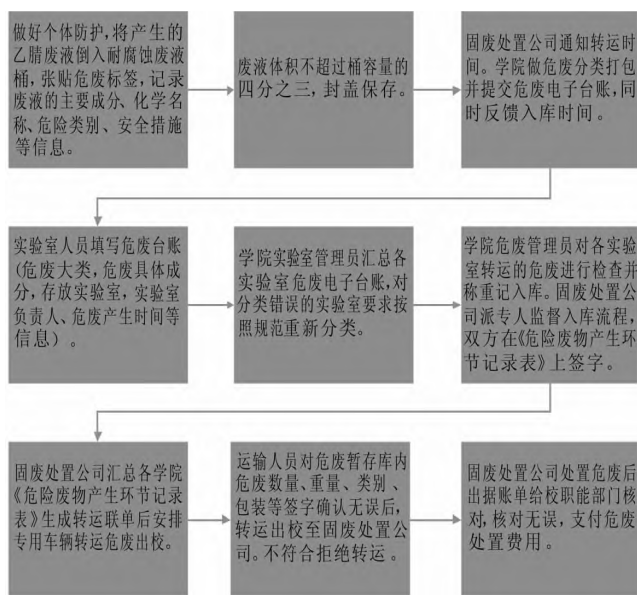 做好个体防护,将产生的
乙腈废液倒入耐腐蚀废液
桶,张贴危废标签,记录
废液的主要成分、化学名
称、危险类别、安全措施
等信息。
废液体积不超过桶容量的
四分之三,封盖保存。
固废处置公司通知转运时
间。学院做危废分类打包
并提交危废电子台账,同
时反馈入库时间。
实验室人员填写危废台账
(危废大类,危废具体成
分,存放实验室,实验室
负责人、危废产生时间等
信息)。
学院实验室管理员汇总各
实验室危废电子台账,对
分类错误的实验室要求按
照规范重新分类。
学院危废管理员对各实验
室转运的危废进行检查并
称重记入库。固废处置公
司派专人监督入库流程,
双方在《危险废物产生环
节记录表》上签字。
固废处置公司汇总各学院
《危险废物产生环节记录
表》生成转运联单后安排
专用车辆转运危废出校。
运输人员对危废暂存库内
危废数量、重量、类别、
包装等签字确认无误后,
转运出校至固废处置公
司。不符合拒绝转运。
固废处置公司处置危废后
出据账单给校职能部门核
对,核对无误,支付危废
处置费用。